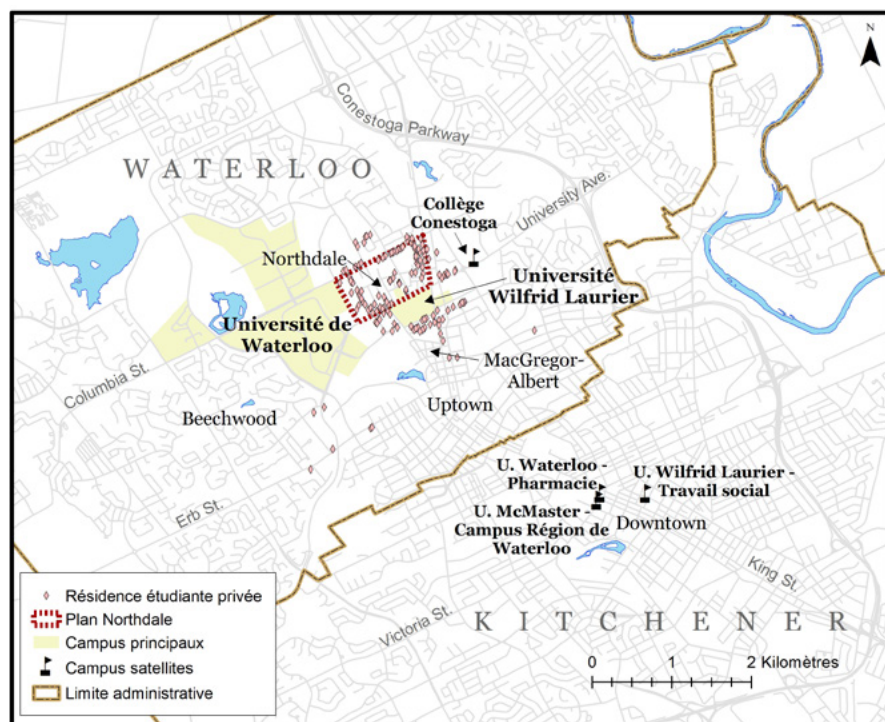 N
Conestoga Parkway
WATERLOO
University Ave.
Collège
Conestoga
Northdale
Université
Wilfrid Laurier
Université de
Waterloo
MacGregor-
Albert
Columbia St.
Uptown
Beechwood
U. Waterloo -
Pharmacie
U. Wilfrid Laurier -
Travail social
U. McMaster -
Campus Région de
Waterloo
Downtown
Erb St.
King St.
Victoria St.
KITCHENER
Résidence étudiante privée
Plan Northdale
Campus principaux
Campus satellites
Limite administrative
0 1 2 Kilomètres